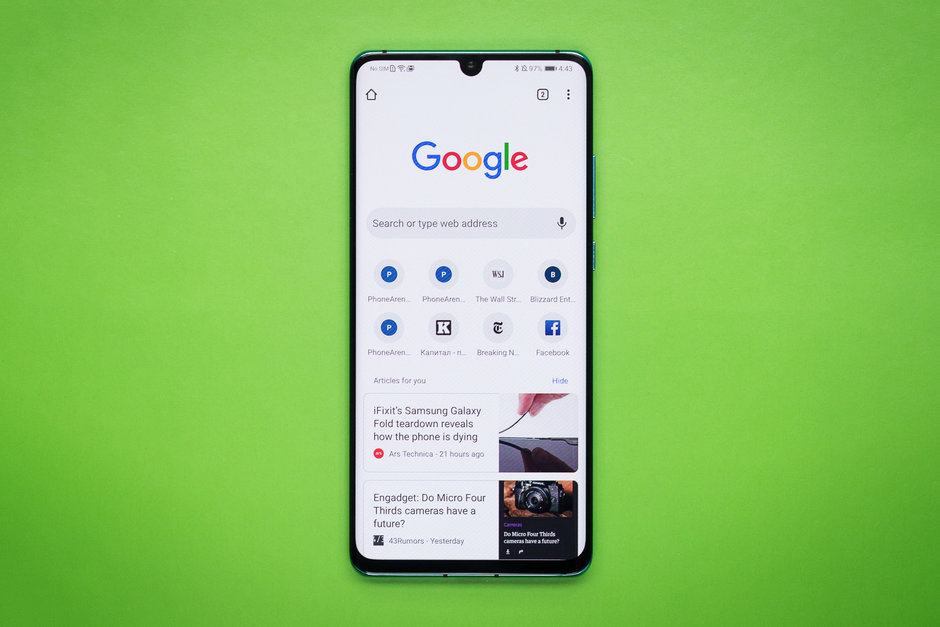 No SIM 97% 4:43
2
Google
Search or type web address
P P WSJ B
PhoneAren... PhoneAren... The Wall Str... Blizzard Ent...
P K T f
PhoneAren... Капитал - п... Breaking N... Facebook
Articles for you Hide
iFixit's Samsung Galaxy
Fold teardown reveals
how the phone is dying
ars Ars Technica - 21 hours ago
Engadget: Do Micro Four
Thirds cameras have a
future?
43Rumors - Yesterday
Cameras
Do Micro Four Thirds
cameras have a future?